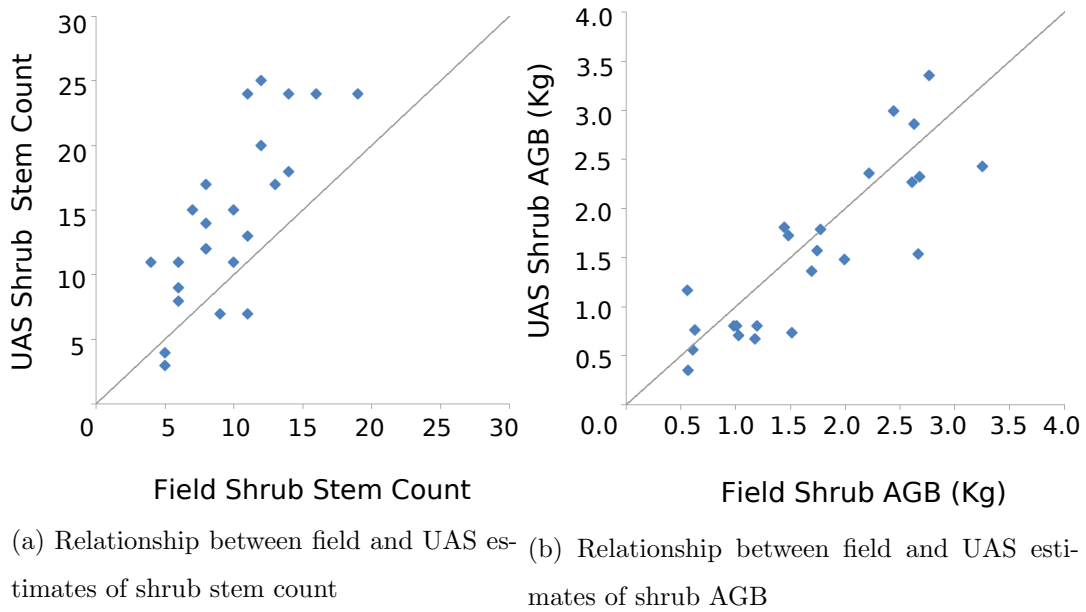 UAS Shrub  Stem Count
30
25
20
15
10
5
0 5 10 15 20 25 30
Field Shrub Stem Count
(a) Relationship between field and UAS es-
timates of shrub stem count
UAS Shrub AGB (Kg)
4.0
3.5
3.0
2.5
2.0
1.5
1.0
0.5
0.0 0.5 1.0 1.5 2.0 2.5 3.0 3.5 4.0
Field Shrub AGB (Kg)
(b) Relationship between field and UAS esti-
mates of shrub AGB